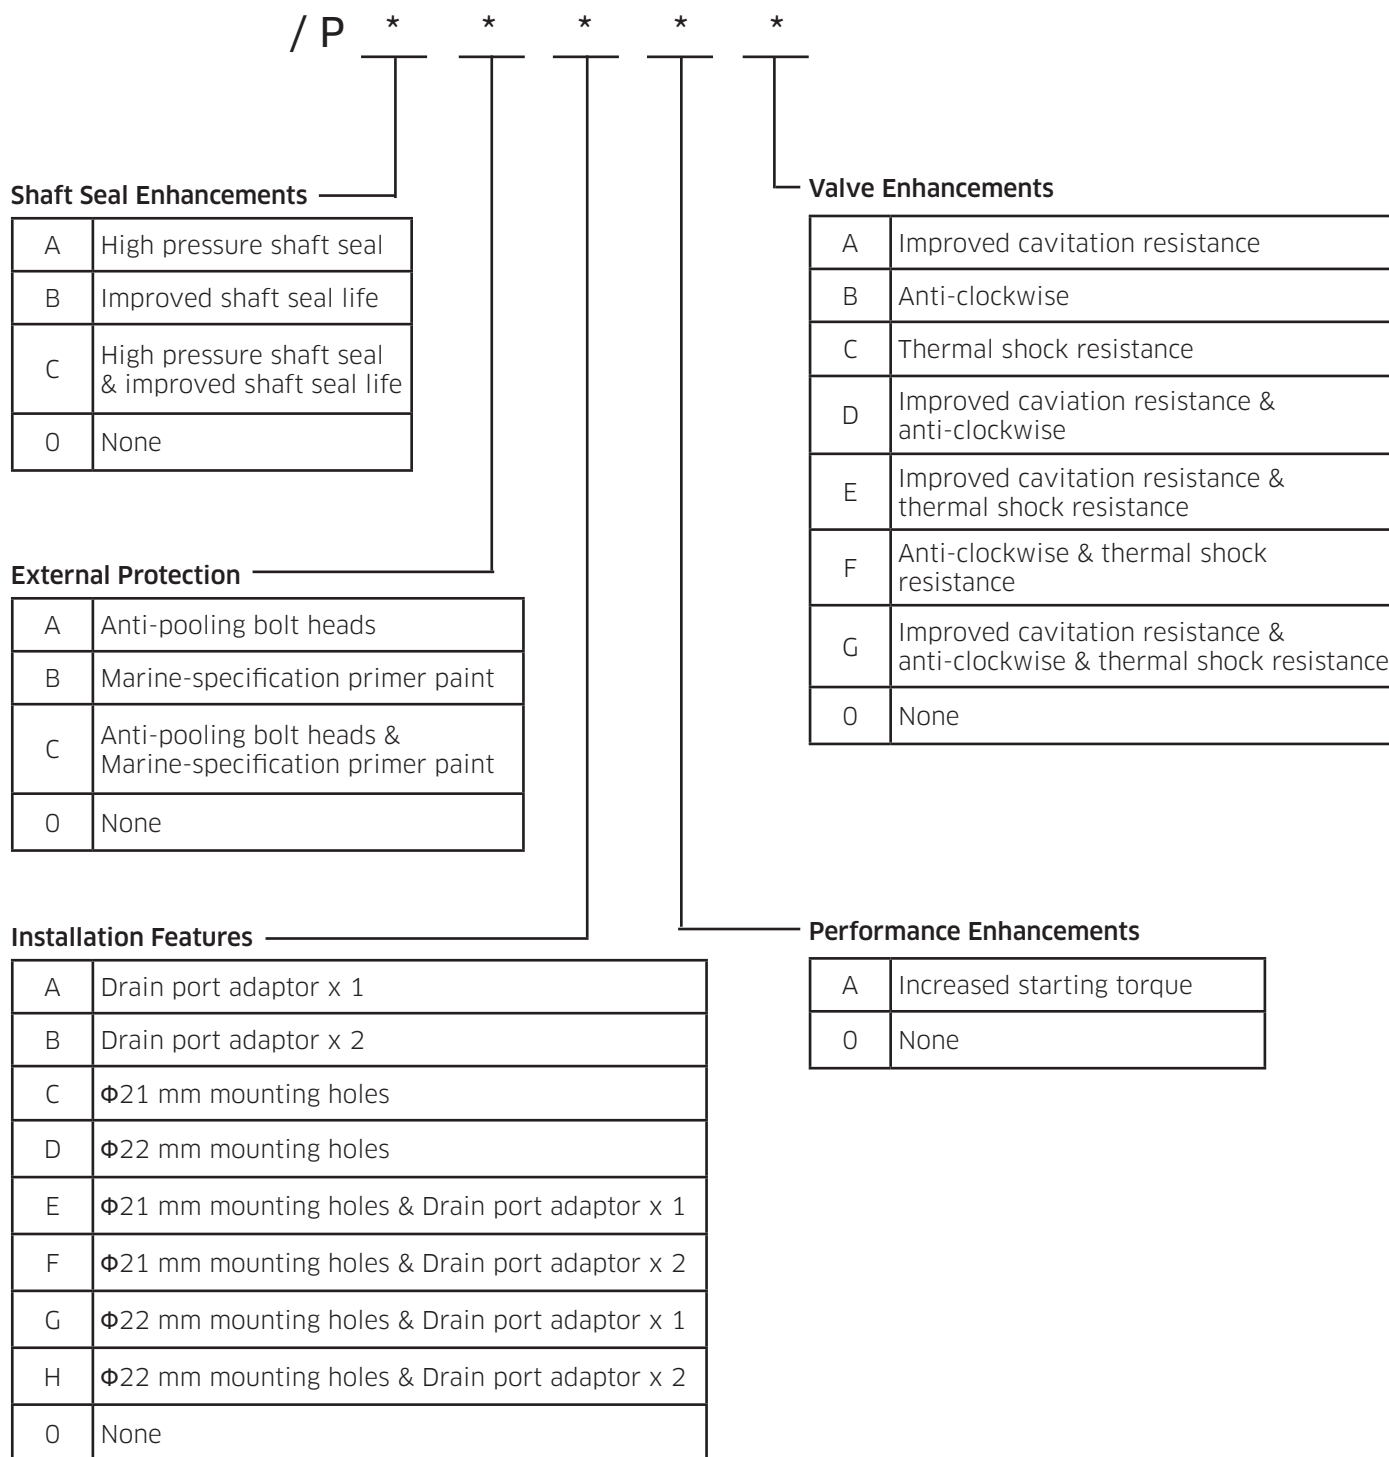 / P * * * * *
Shaft Seal Enhancements
A High pressure shaft seal
B Improved shaft seal life
C High pressure shaft seal
& improved shaft seal life
0 None
External Protection
A Anti-pooling bolt heads
B Marine-specification primer paint
C Anti-pooling bolt heads &
Marine-specification primer paint
0 None
Installation Features
A Drain port adaptor x 1
B Drain port adaptor x 2
C Φ21 mm mounting holes
D Φ22 mm mounting holes
E Φ21 mm mounting holes & Drain port adaptor x 1
F Φ21 mm mounting holes & Drain port adaptor x 2
G Φ22 mm mounting holes & Drain port adaptor x 1
H Φ22 mm mounting holes & Drain port adaptor x 2
0 None
Valve Enhancements
A Improved cavitation resistance
B Anti-clockwise
C Thermal shock resistance
D Improved caviation resistance &
anti-clockwise
E Improved cavitation resistance &
thermal shock resistance
F Anti-clockwise & thermal shock
resistance
G Improved cavitation resistance &
anti-clockwise & thermal shock resistance
0 None
Performance Enhancements
A Increased starting torque
0 None